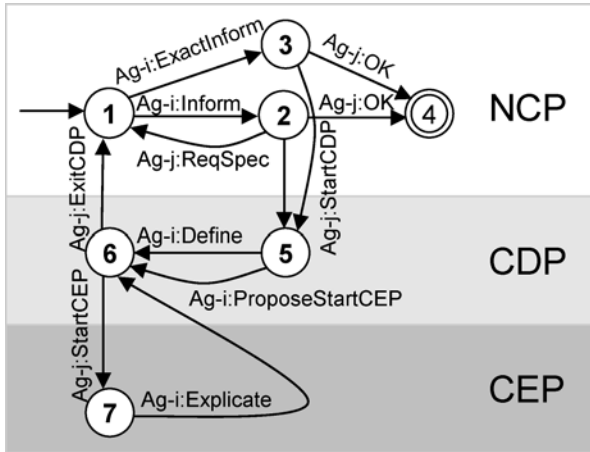 3
Ag-i:ExactInform
Ag-j:OK
1
Ag-i:Inform
2
Ag-j:OK
4
NCP
Ag-j:ReqSpec
Ag-j:ExitCDP
Ag-j:StartCDP
6
Ag-i:Define
5
CDP
Ag-i:ProposeStartCEP
Ag-j:StartCEP
7
Ag-i:Explicate
CEP